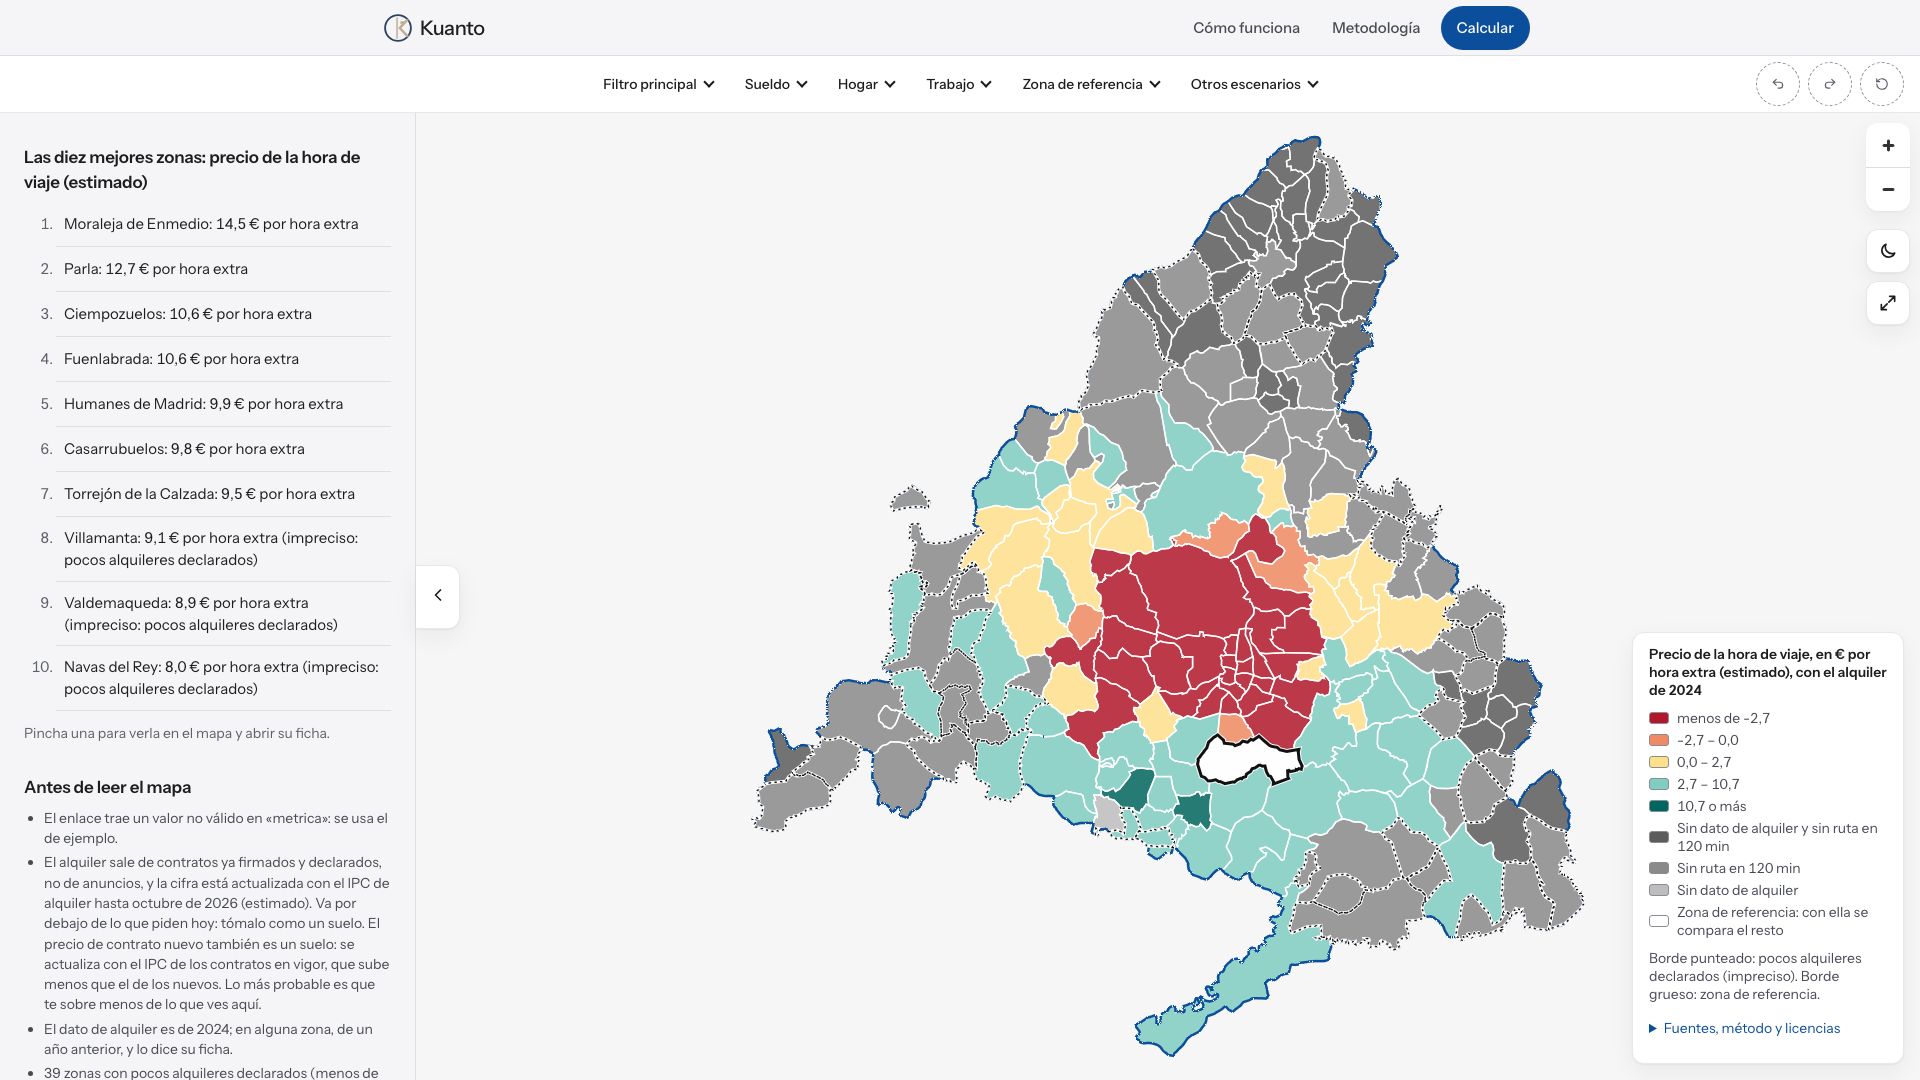 Kuanto
Cómo funciona
Metodología
Calcular
Filtro principal
Sueldo
Hogar
Trabajo
Zona de referencia
Otros escenarios
Las diez mejores zonas: precio de la hora de
viaje (estimado)
1. Moraleja de Enmedio: 14,5 € por hora extra
2. Parla: 12,7 € por hora extra
3. Ciempozuelos: 10,6 € por hora extra
4. Fuenlabrada: 10,6 € por hora extra
5. Humanes de Madrid: 9,9 € por hora extra
6. Casarrubuelos: 9,8 € por hora extra
7. Torrejón de la Calzada: 9,5 € por hora extra
8. Villamanta: 9,1 € por hora extra (impreciso:
pocos alquileres declarados)
9. Valdemaqueda: 8,9 € por hora extra
(impreciso: pocos alquileres declarados)
10. Navas del Rey: 8,0 € por hora extra (impreciso:
pocos alquileres declarados)
Pincha una para verla en el mapa y abrir su ficha.
Antes de leer el mapa
• El enlace trae un valor no válido en «metrica»: se usa el
de ejemplo.
• El alquiler sale de contratos ya firmados y declarados,
no de anuncios, y la cifra está actualizada con el IPC de
alquiler hasta octubre de 2026 (estimado). Va por
debajo de lo que piden hoy: tómalo como un suelo. El
precio de contrato nuevo también es un suelo: se
actualiza con el IPC de los contratos en vigor, que sube
menos que el de los nuevos. Lo más probable es que
te sobre menos de lo que ves aquí.
• El dato de alquiler es de 2024; en alguna zona, de un
año anterior, y lo dice su ficha.
• 39 zonas con pocos alquileres declarados (menos de
Precio de la hora de viaje, en € por
hora extra (estimado), con el alquiler
de 2024
menos de -2,7
-2,7 – 0,0
0,0 – 2,7
2,7 – 10,7
10,7 o más
Sin dato de alquiler y sin ruta en
120 min
Sin ruta en 120 min
Sin dato de alquiler
Zona de referencia: con ella se
compara el resto
Borde punteado: pocos alquileres
declarados (impreciso). Borde
grueso: zona de referencia.
Fuentes, método y licencias